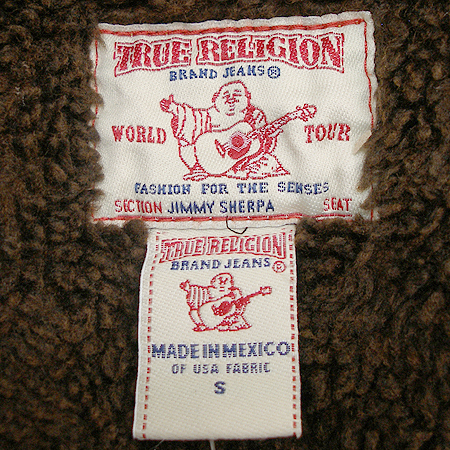 TRUE RELIGION
BRAND JEANS®
WORLD TOUR
FASHION FOR THE SENSES
SECTION JIMMY SHERPA SEAT
TRUE RELIGION
BRAND JEANS®
MADE IN MEXICO
OF USA FABRIC
S